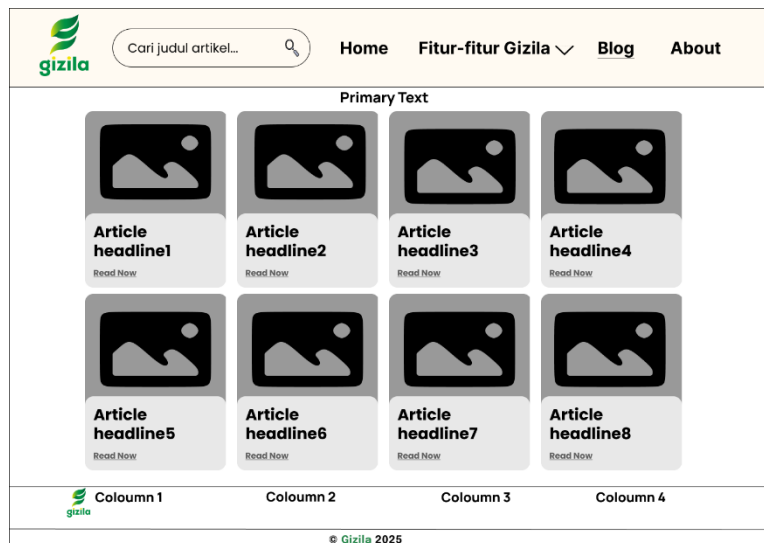 gizila
Cari judul artikel...
Home
Fitur-fitur Gizila
Blog
About
Primary Text
Article
headline1
Read Now
Article
headline2
Read Now
Article
headline3
Read Now
Article
headline4
Read Now
Article
headline5
Read Now
Article
headline6
Read Now
Article
headline7
Read Now
Article
headline8
Read Now
gizila
Coloumn 1
Coloumn 2
Coloumn 3
Coloumn 4
© Gizila 2025